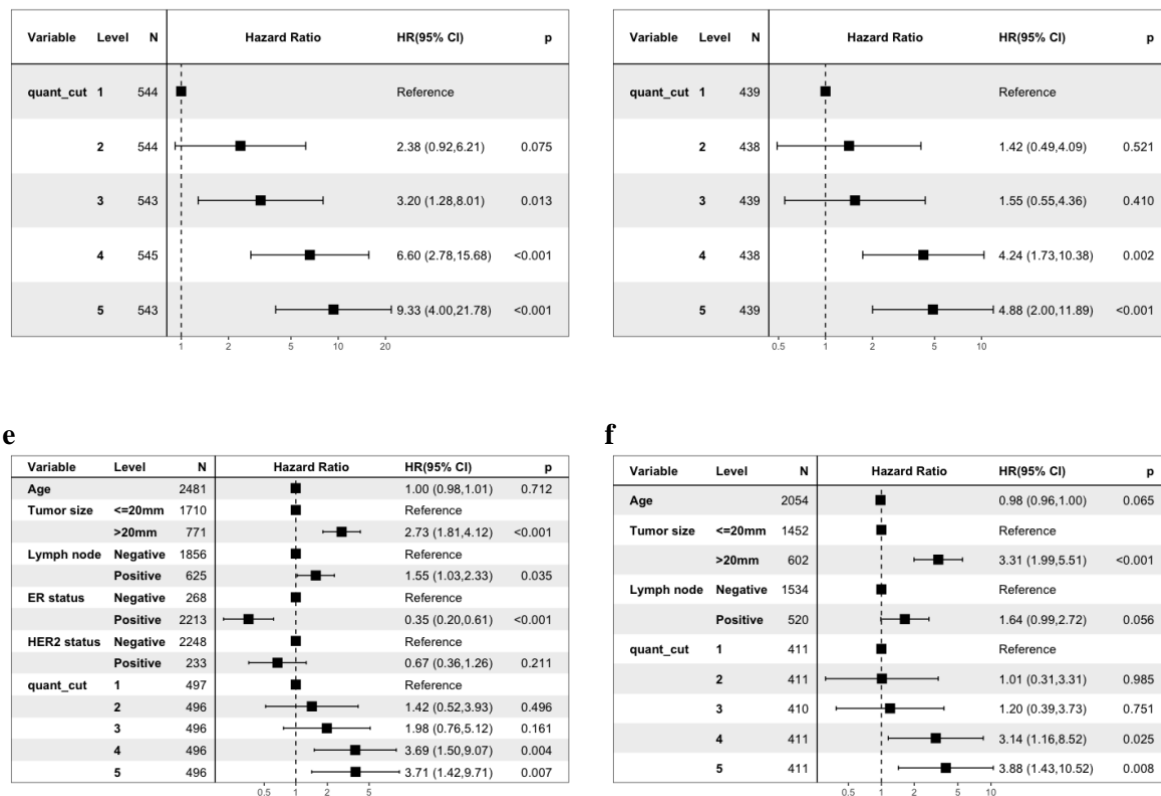 Variable Level N Hazard Ratio HR(95% CI) p
quant_cut 1 544 Reference
2 544 2.38 (0.92,6.21) 0.075
3 543 3.20 (1.28,8.01) 0.013
4 545 6.60 (2.78,15.68) <0.001
5 543 9.33 (4.00,21.78) <0.001
1 2 5 10 20
Variable Level N Hazard Ratio HR(95% CI) p
quant_cut 1 439 Reference
2 438 1.42 (0.49,4.09) 0.521
3 439 1.55 (0.55,4.36) 0.410
4 438 4.24 (1.73,10.38) 0.002
5 439 4.88 (2.00,11.89) <0.001
0.5 1 2 5 10
e
Variable Level N Hazard Ratio HR(95% CI) p
Age 2481 1.00 (0.98,1.01) 0.712
Tumor size <=20mm 1710 Reference
>20mm 771 2.73 (1.81,4.12) <0.001
Lymph node Negative 1856 Reference
Positive 625 1.55 (1.03,2.33) 0.035
ER status Negative 268 Reference
Positive 2213 0.35 (0.20,0.61) <0.001
HER2 status Negative 2248 Reference
Positive 233 0.67 (0.36,1.26) 0.211
quant_cut 1 497 Reference
2 496 1.42 (0.52,3.93) 0.496
3 496 1.98 (0.76,5.12) 0.161
4 496 3.69 (1.50,9.07) 0.004
5 496 3.71 (1.42,9.71) 0.007
0.5 1 2 5
f
Variable Level N Hazard Ratio HR(95% CI) p
Age 2054 0.98 (0.96,1.00) 0.065
Tumor size <=20mm 1452 Reference
>20mm 602 3.31 (1.99,5.51) <0.001
Lymph node Negative 1534 Reference
Positive 520 1.64 (0.99,2.72) 0.056
quant_cut 1 411 Reference
2 411 1.01 (0.31,3.31) 0.985
3 410 1.20 (0.39,3.73) 0.751
4 411 3.14 (1.16,8.52) 0.025
5 411 3.88 (1.43,10.52) 0.008
0.5 1 2 5 10